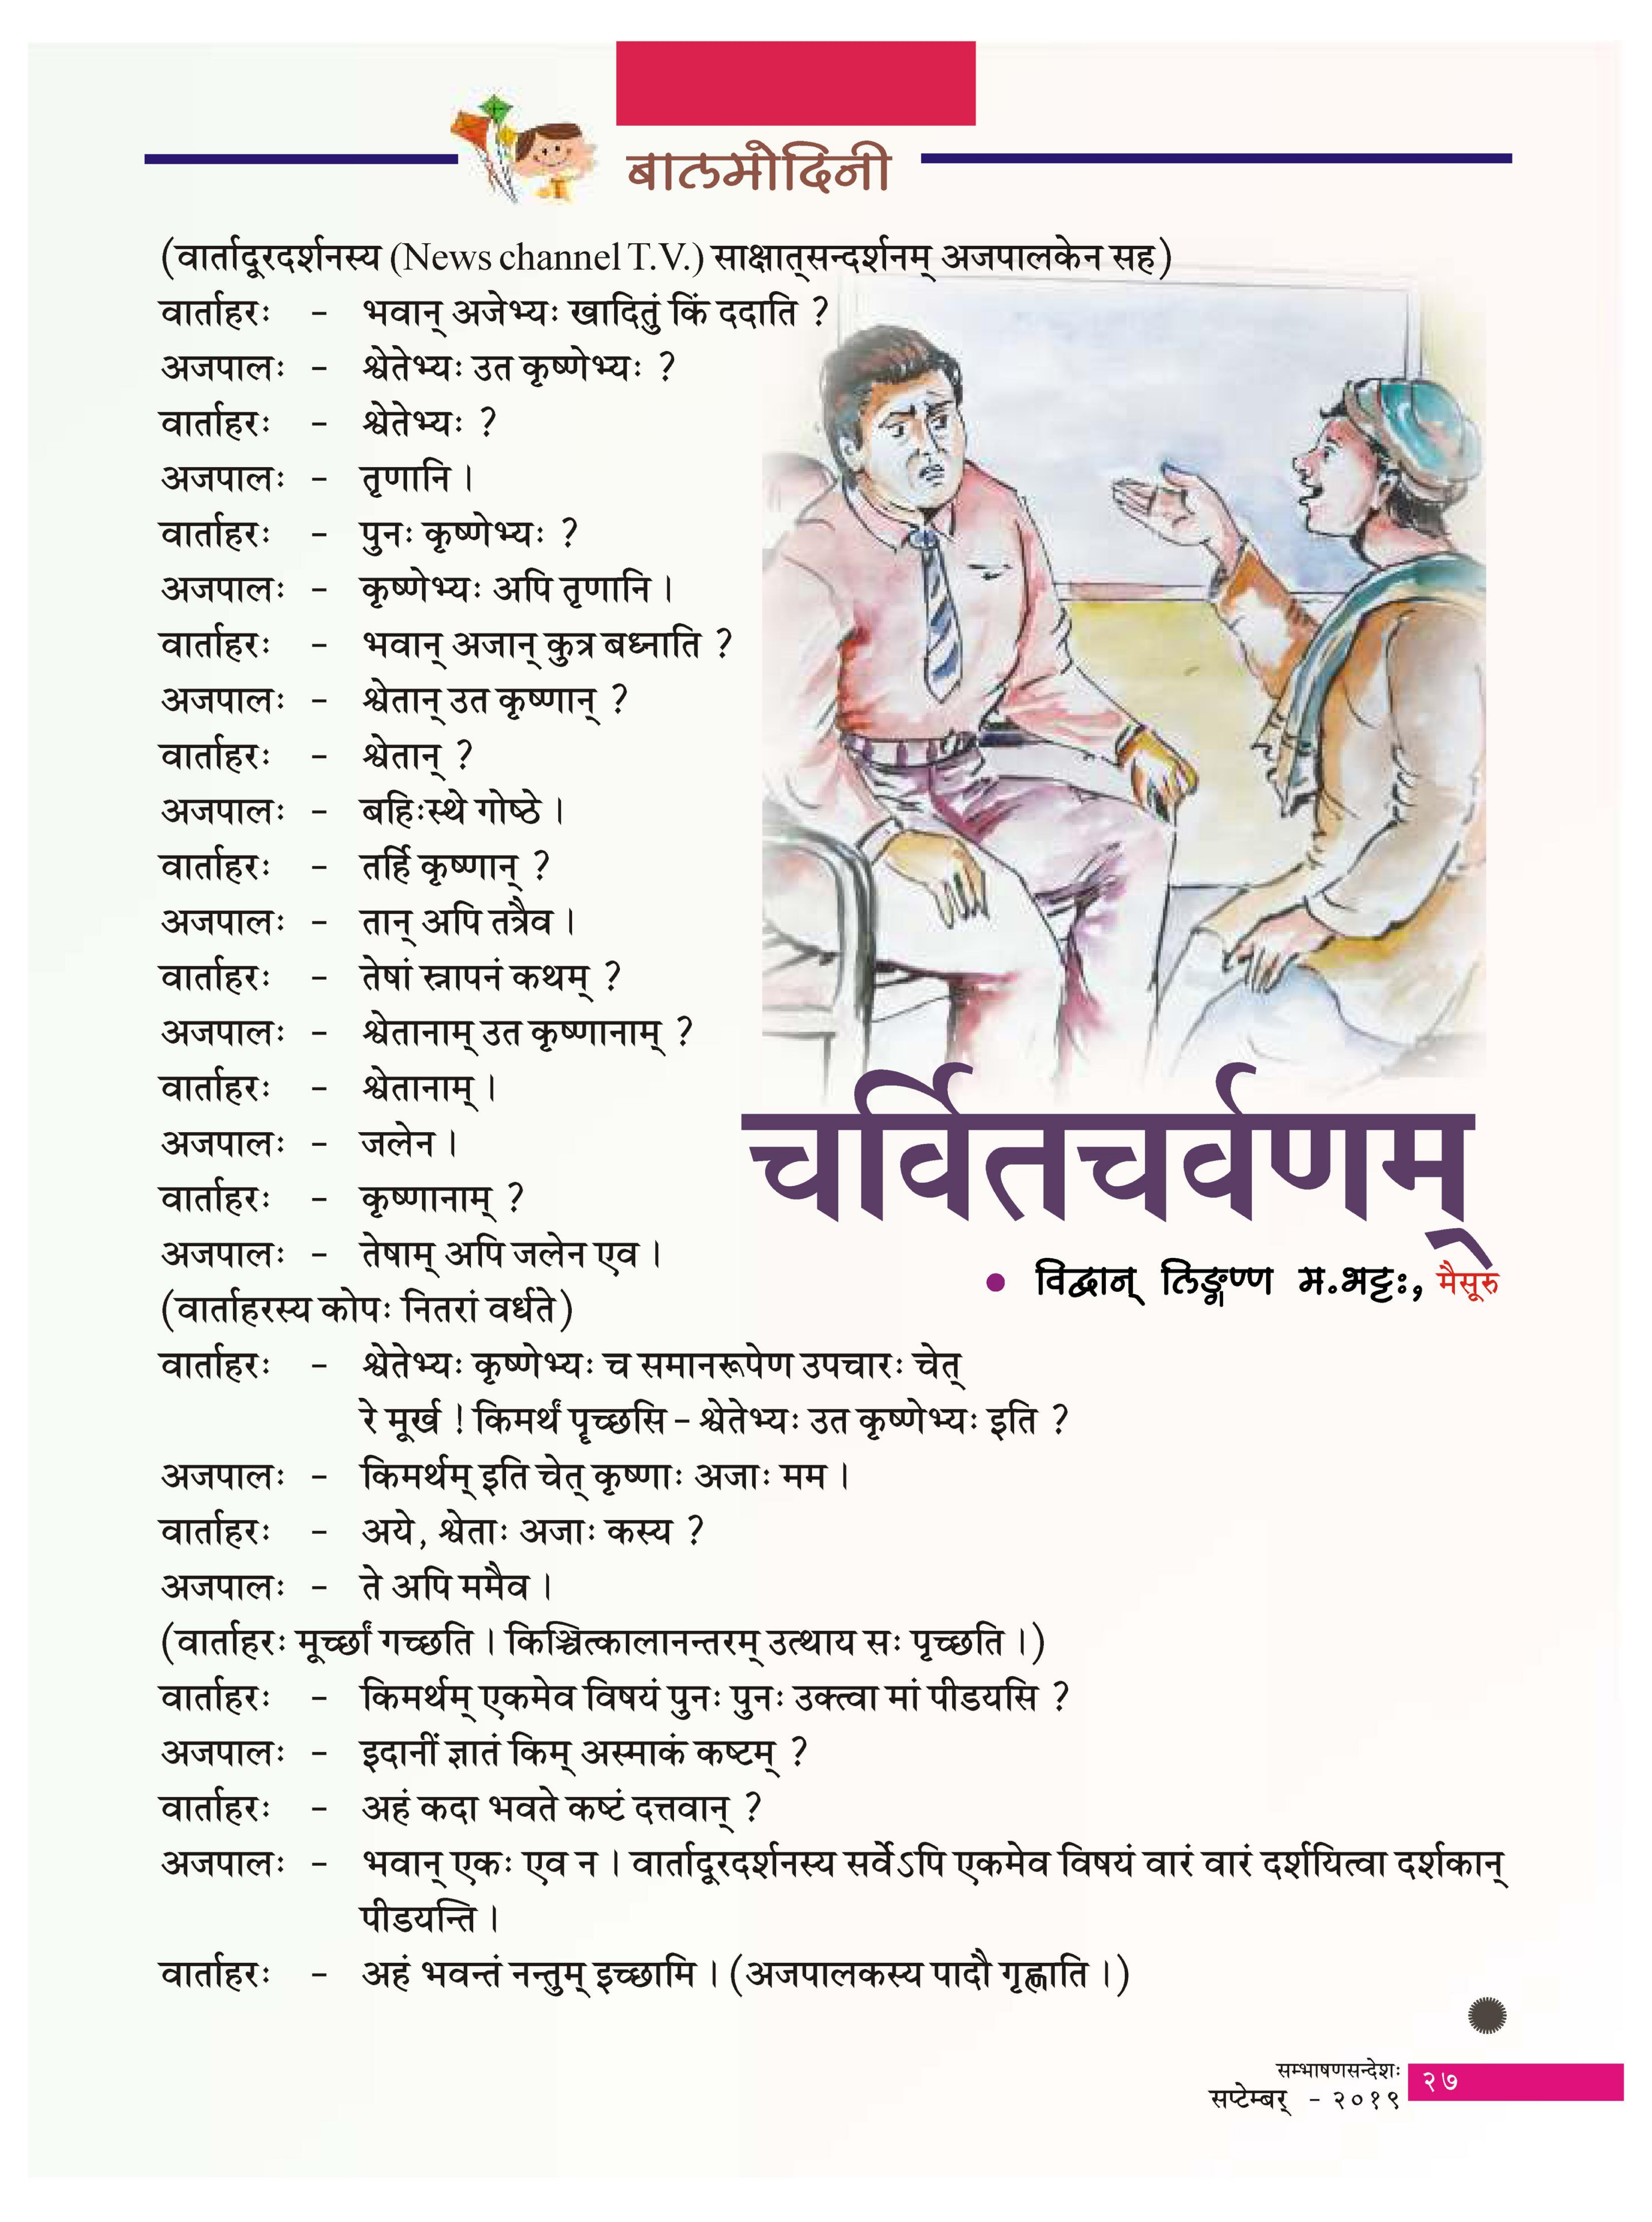 बालमोदिनी
(वार्तादूरदर्शनस्य (News channel T.V.) साक्षात्सन्दर्शनम् अजपालकेन सह)
वार्ताहरः – भवान् अजेभ्यः खादितुं किं ददाति ?
अजपालः – श्वेतेभ्यः उत कृष्णेभ्यः ?
वार्ताहरः – श्वेतेभ्यः ?
अजपालः – तृणानि ।
वार्ताहरः – पुनः कृष्णेभ्यः ?
अजपालः – कृष्णेभ्यः अपि तृणानि ।
वार्ताहरः – भवान् अजान् कुत्र बध्नाति ?
अजपालः – श्वेतान् उत कृष्णान् ?
वार्ताहरः – श्वेतान् ?
अजपालः – बहिःस्थे गोष्ठे ।
वार्ताहरः – तर्हि कृष्णान् ?
अजपालः – तान् अपि तत्रैव ।
वार्ताहरः – तेषां स्नापनं कथम् ?
अजपालः – श्वेतानाम् उत कृष्णानाम् ?
वार्ताहरः – श्वेतानाम् ।
अजपालः – जलेन ।
वार्ताहरः – कृष्णानाम् ?
अजपालः – तेषाम् अपि जलेन एव ।
चर्वितचर्वणम्
• विद्वान् लिङ्गण्ण म.भट्टः, मैसूरु
(वार्ताहरस्य कोपः नितरां वर्धते)
वार्ताहरः – श्वेतेभ्यः कृष्णेभ्यः च समानरूपेण उपचारः चेत्
रे मूर्ख ! किमर्थं पृच्छसि – श्वेतेभ्यः उत कृष्णेभ्यः इति ?
अजपालः – किमर्थम् इति चेत् कृष्णाः अजाः मम ।
वार्ताहरः – अये, श्वेताः अजाः कस्य ?
अजपालः – ते अपि ममैव ।
(वार्ताहरः मूर्च्छां गच्छति । किञ्चित्कालानन्तरम् उत्थाय सः पृच्छति ।)
वार्ताहरः – किमर्थम् एकमेव विषयं पुनः पुनः उक्त्वा मां पीडयसि ?
अजपालः – इदानीं ज्ञातं किम् अस्माकं कष्टम् ?
वार्ताहरः – अहं कदा भवते कष्टं दत्तवान् ?
अजपालः – भवान् एकः एव न । वार्तादूरदर्शनस्य सर्वेऽपि एकमेव विषयं वारं वारं दर्शयित्वा दर्शकान्
पीडयन्ति ।
वार्ताहरः – अहं भवन्तं नन्तुम् इच्छामि । (अजपालकस्य पादौ गृह्णाति ।)
सम्भाषणसन्देशः
सप्टेम्बर् - २०१९
२७